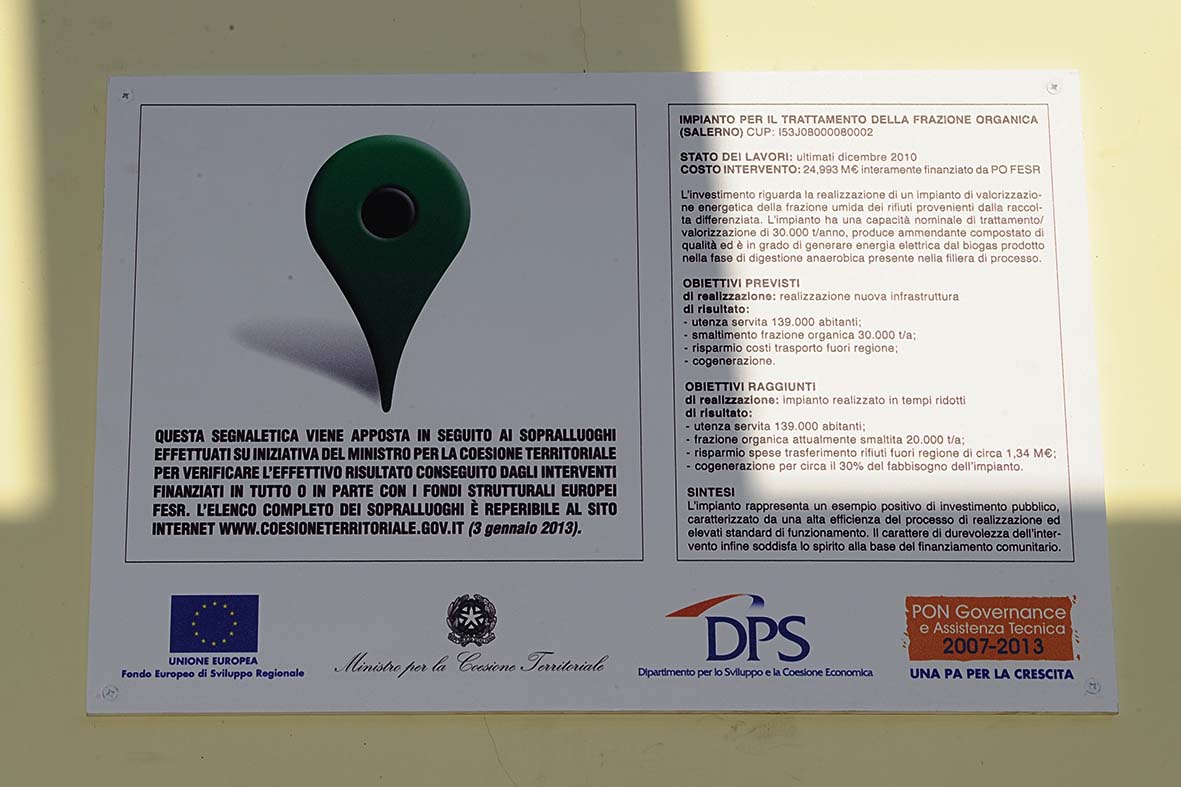 QUESTA SEGNALETICA VIENE APPOSTA IN SEGUITO AI SOPRALLUOGHI
EFFETTUATI SU INIZIATIVA DEL MINISTRO PER LA COESIONE TERRITORIALE
PER VERIFICARE L'EFFETTIVO RISULTATO CONSEGUITO DAGLI INTERVENTI
FINANZIATI IN TUTTO O IN PARTE CON I FONDI STRUTTURALI EUROPEI
FESR. L'ELENCO COMPLETO DEI SOPRALLUOGHI È REPERIBILE AL SITO
INTERNET WWW.COESIONETERRITORIALE.GOV.IT (3 gennaio 2013).
IMPIANTO PER IL TRATTAMENTO DELLA FRAZIONE ORGANICA
(SALERNO) CUP: I53J08000080002
STATO DEI LAVORI: ultimati dicembre 2010
COSTO INTERVENTO: 24,993 M€ interamente finanziato da PO FESR
L'investimento riguarda la realizzazione di un impianto di valorizzazio-
ne energetica della frazione umida dei rifiuti provenienti dalla raccol-
ta differenziata. L'impianto ha una capacità nominale di trattamento/
valorizzazione di 30.000 t/anno, produce ammendante compostato di
qualità ed è in grado di generare energia elettrica dal biogas prodotto
nella fase di digestione anaerobica presente nella filiera di processo.
OBIETTIVI PREVISTI
di realizzazione: realizzazione nuova infrastruttura
di risultato:
- utenza servita 139.000 abitanti;
- smaltimento frazione organica 30.000 t/a;
- risparmio costi trasporto fuori regione;
- cogenerazione.
OBIETTIVI RAGGIUNTI
di realizzazione: impianto realizzato in tempi ridotti
di risultato:
- utenza servita 139.000 abitanti;
- frazione organica attualmente smaltita 20.000 t/a;
- risparmio spese trasferimento rifiuti fuori regione di circa 1,34 M€;
- cogenerazione per circa il 30% del fabbisogno dell'impianto.
SINTESI
L'impianto rappresenta un esempio positivo di investimento pubblico,
caratterizzato da una alta efficienza del processo di realizzazione ed
elevati standard di funzionamento. Il carattere di durevolezza dell'inter-
vento infine soddisfa lo spirito alla base del finanziamento comunitario.
UNIONE EUROPEA
Fondo Europeo di Sviluppo Regionale
Ministro per la Coesione Territoriale
DPS
Dipartimento per lo Sviluppo e la Coesione Economica
PON Governance
e Assistenza Tecnica
2007-2013
UNA PA PER LA CRESCITA